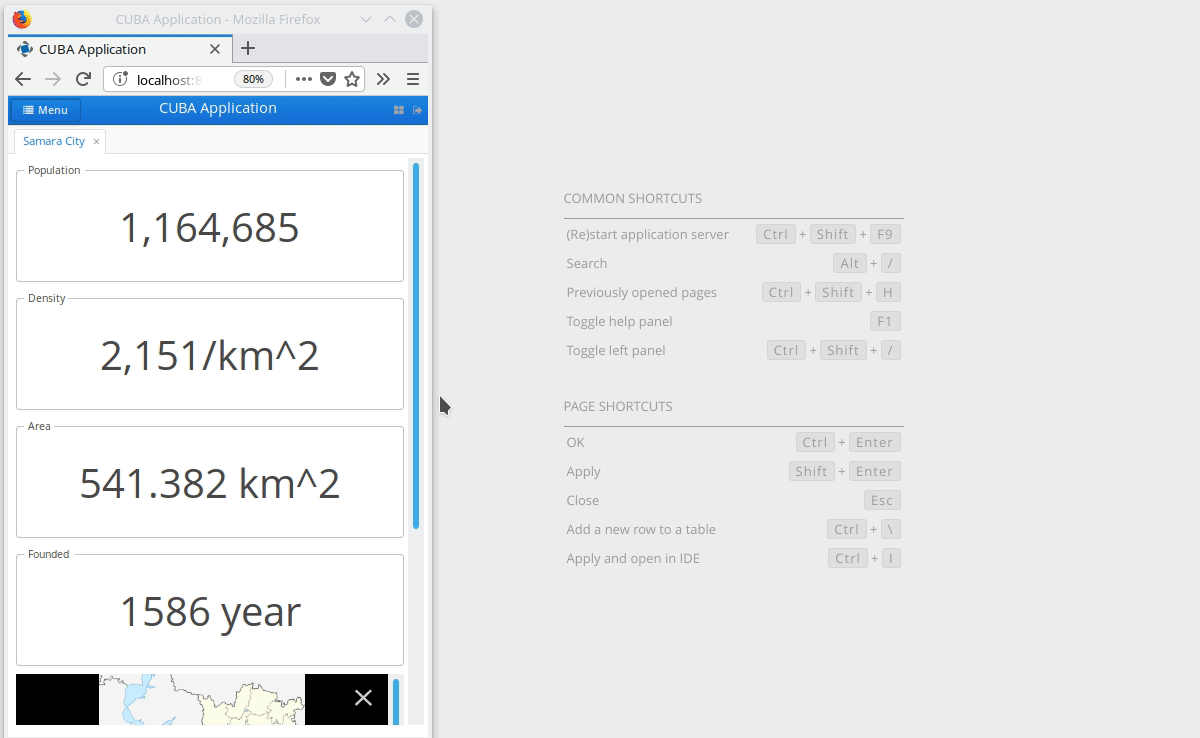 CUBA Application - Mozilla Firefox
CUBA Application
localhost:8
80%
Menu
CUBA Application
Samara City
Population
1,164,685
Density
2,151/km^2
Area
541.382 km^2
Founded
1586 year
COMMON SHORTCUTS
(Re)start application server Ctrl + Shift + F9
Search Alt + /
Previously opened pages Ctrl + Shift + H
Toggle help panel F1
Toggle left panel Ctrl + Shift + /
PAGE SHORTCUTS
OK Ctrl + Enter
Apply Shift + Enter
Close Esc
Add a new row to a table Ctrl + \
Apply and open in IDE Ctrl + I